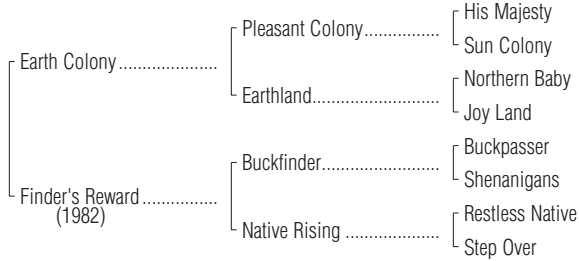 His Majesty
Pleasant Colony.................
Sun Colony
Earth Colony......................
Northern Baby
Earthland............................
Joy Land
Buckpasser
Buckfinder..........................
Shenanigans
Finder's Reward.................
(1982)
Restless Native
Native Rising .....................
Step Over